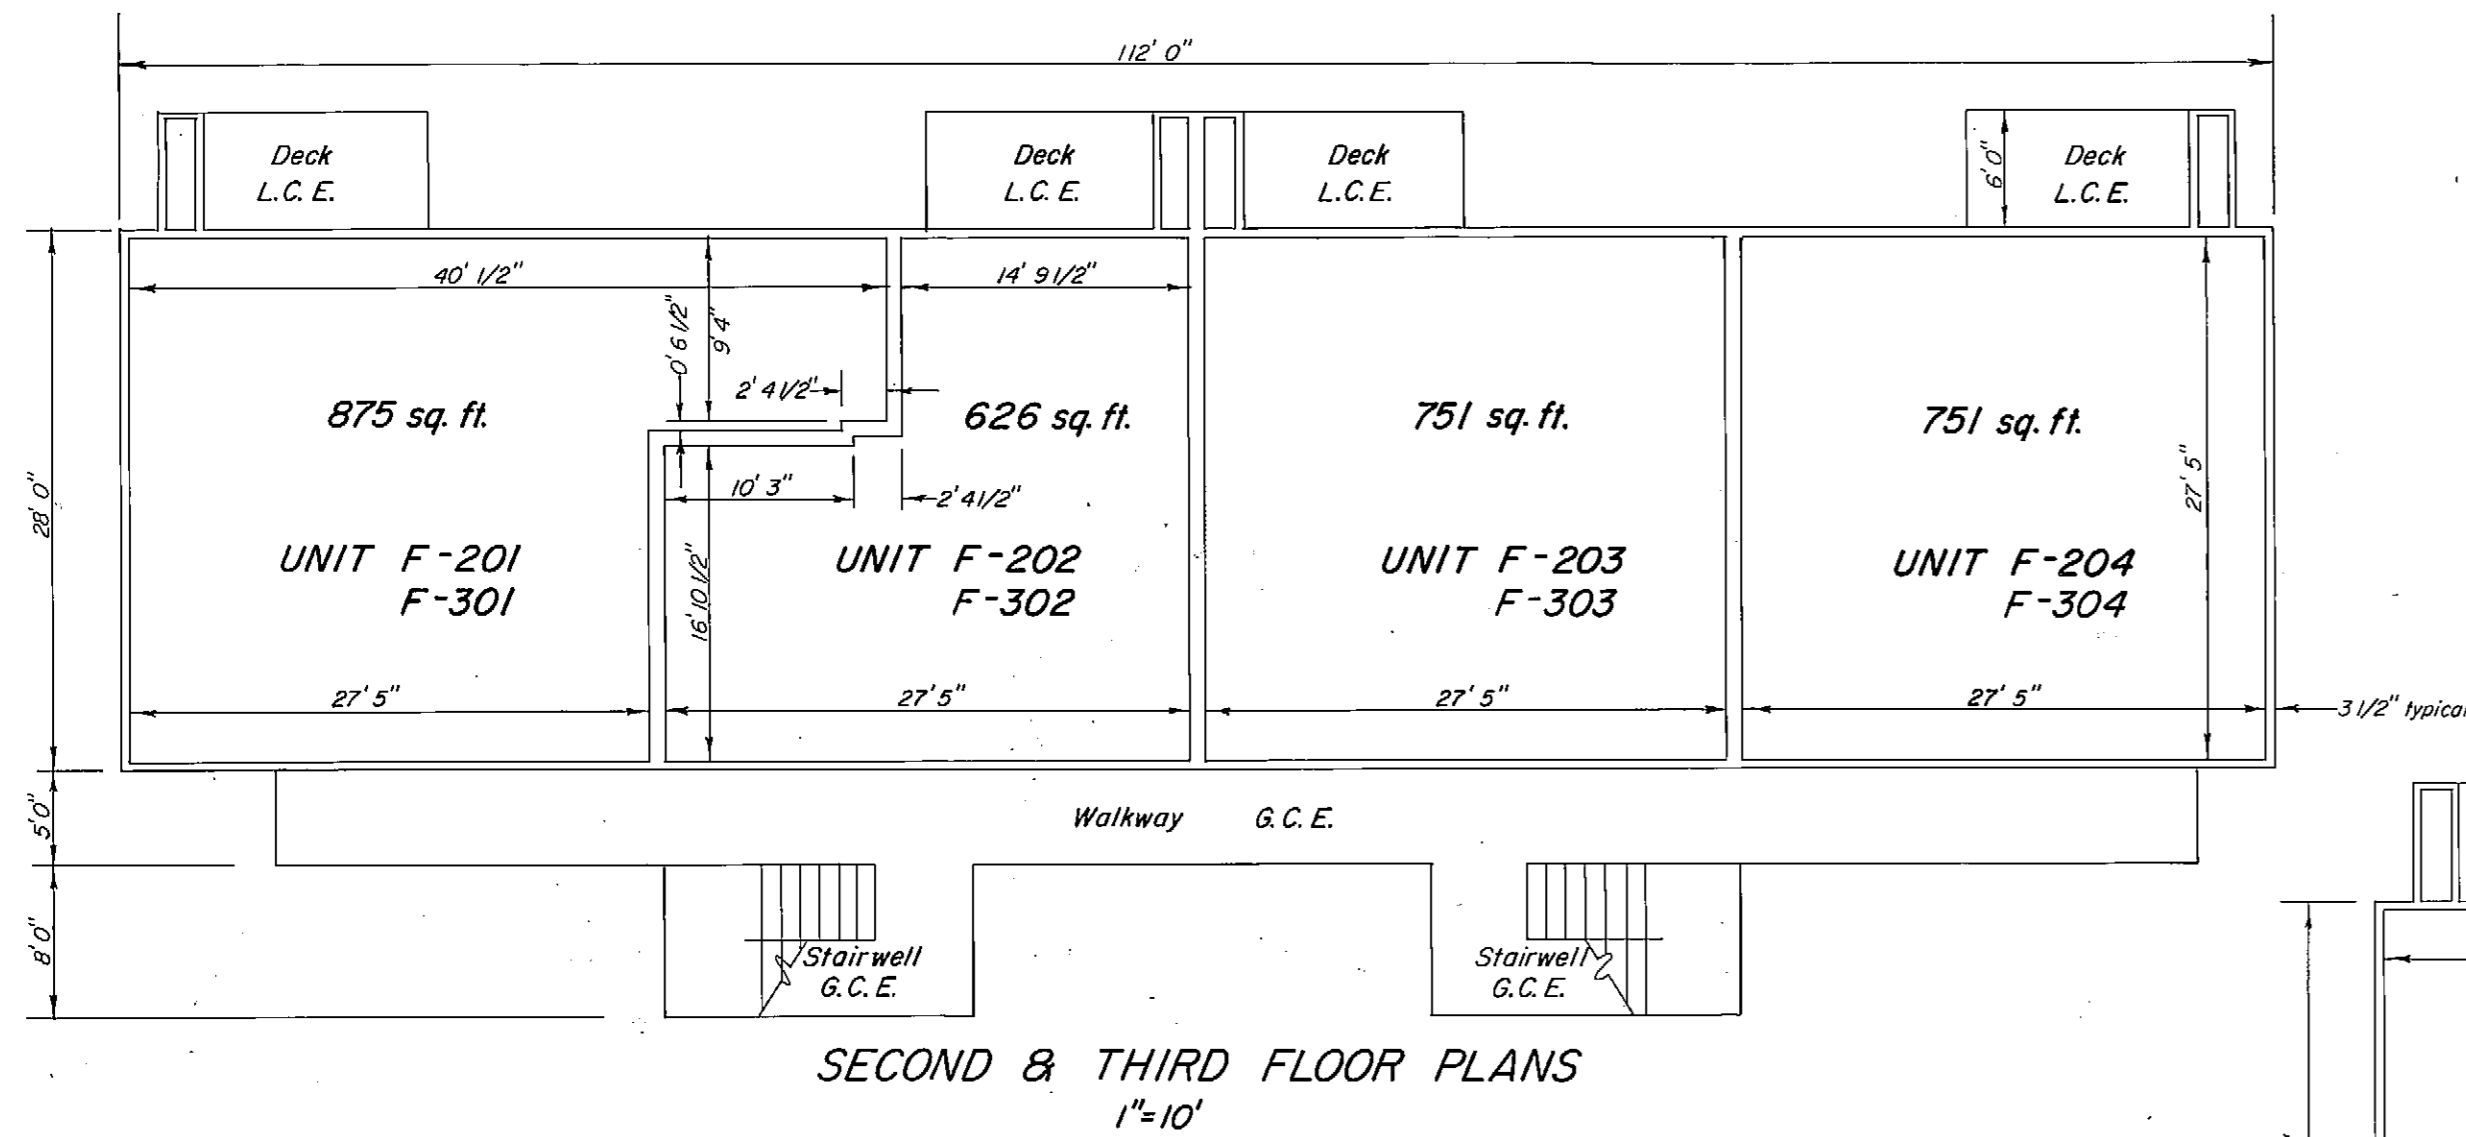 112' 0"
Deck
L.C.E.
Deck
L.C.E.
Deck
L.C.E.
6' 0"
Deck
L.C.E.
40' 1/2"
14' 9 1/2"
0' 6 1/2"
9' 4"
2' 4 1/2"
875 sq. ft.
626 sq. ft.
751 sq. ft.
751 sq. ft.
28' 0"
10' 3"
2' 4 1/2"
27' 5"
UNIT F-201
F-301
16' 10 1/2"
UNIT F-202
F-302
UNIT F-203
F-303
UNIT F-204
F-304
27' 5"
27' 5"
27' 5"
27' 5"
3 1/2" typical
5' 0"
Walkway G.C.E.
8' 0"
Stairwell
G.C.E.
Stairwell
G.C.E.
SECOND & THIRD FLOOR PLANS
1"=10'